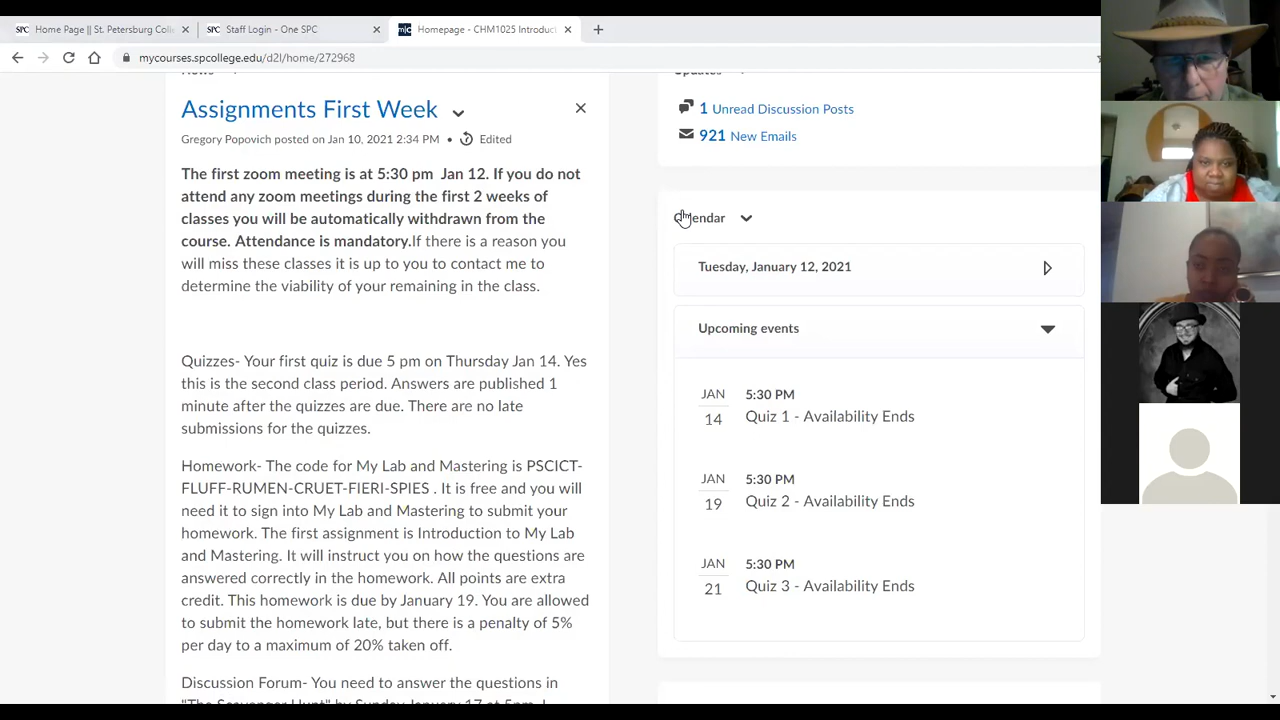 Home Page || St. Petersburg Coll
Staff Login - One SPC
Homepage - CHM1025 Introduct
mycourses.spcollege.edu/d2l/home/272968
News
Assignments First Week
Gregory Popovich posted on Jan 10, 2021 2:34 PM • Edited
The first zoom meeting is at 5:30 pm Jan 12. If you do not
attend any zoom meetings during the first 2 weeks of
classes you will be automatically withdrawn from the
course. Attendance is mandatory.If there is a reason you
will miss these classes it is up to you to contact me to
determine the viability of your remaining in the class.
Quizzes- Your first quiz is due 5 pm on Thursday Jan 14. Yes
this is the second class period. Answers are published 1
minute after the quizzes are due. There are no late
submissions for the quizzes.
Homework- The code for My Lab and Mastering is PSCICT-
FLUFF-RUMEN-CRUET-FIERI-SPIES . It is free and you will
need it to sign into My Lab and Mastering to submit your
homework. The first assignment is Introduction to My Lab
and Mastering. It will instruct you on how the questions are
answered correctly in the homework. All points are extra
credit. This homework is due by January 19. You are allowed
to submit the homework late, but there is a penalty of 5%
per day to a maximum of 20% taken off.
Discussion Forum- You need to answer the questions in
"The Scavenger Hunt" by Sunday January 17 at 5pm. I
Updates
1 Unread Discussion Posts
921 New Emails
Calendar
Tuesday, January 12, 2021
Upcoming events
JAN 14
5:30 PM
Quiz 1 - Availability Ends
JAN 19
5:30 PM
Quiz 2 - Availability Ends
JAN 21
5:30 PM
Quiz 3 - Availability Ends